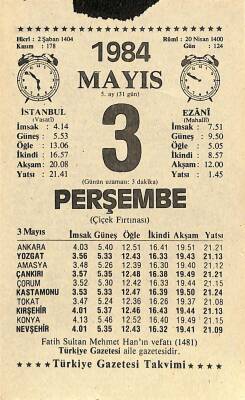 Hicrî : 2 Şaban 1404
Kasım : 178
Rûmî : 20 Nisan 1400
Gün : 124
1984
MAYIS
5. ay (31 gün)
İSTANBUL
(Vasatî)
İmsak : 4.14
Güneş : 5.53
Öğle : 13.06
İkindi : 16.57
Akşam : 20.08
Yatsı : 21.41
3
EZÂNÎ
(Mahallî)
İmsak : 7.51
Güneş : 9.50
Öğle : 5.05
İkindi : 8.57
Akşam : 12.00
Yatsı : 1.45
(Günün uzaması: 3 dakika)
PERŞEMBE
(Çiçek Fırtınası)
3 Mayıs İmsak Güneş Öğle İkindi Akşam Yatsı
ANKARA 4.03 5.40 12.51 16.41 19.51 21.21
YOZGAT 3.56 5.33 12.43 16.33 19.43 21.13
AMASYA 3.48 5.26 12.39 16.30 19.40 21.12
ÇANKIRI 3.57 5.35 12.48 16.38 19.49 21.21
ÇORUM 3.52 5.30 12.42 16.33 19.44 21.15
KASTAMONU 3.53 5.33 12.47 16.39 19.50 21.24
TOKAT 3.47 5.24 12.36 16.26 19.37 21.08
KIRŞEHİR 4.01 5.37 12.46 16.43 19.44 21.13
KONYA 4.13 5.46 12.52 16.40 19.49 21.15
NEVŞEHİR 4.01 5.35 12.43 16.32 19.41 21.09
Fatih Sultan Mehmet Han'ın vefatı (1481)
Türkiye Gazetesi aile gazetesidir.
★★★★ Türkiye Gazetesi Takvimi ★★★★